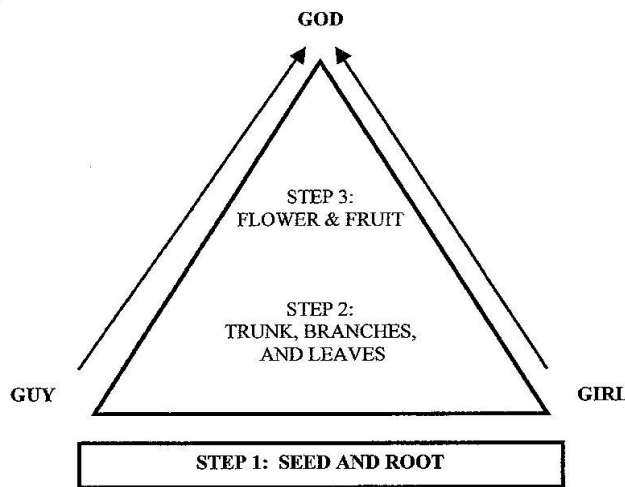 GOD
STEP 3:
FLOWER & FRUIT
STEP 2:
TRUNK, BRANCHES,
AND LEAVES
GUY
GIRL
STEP 1: SEED AND ROOT